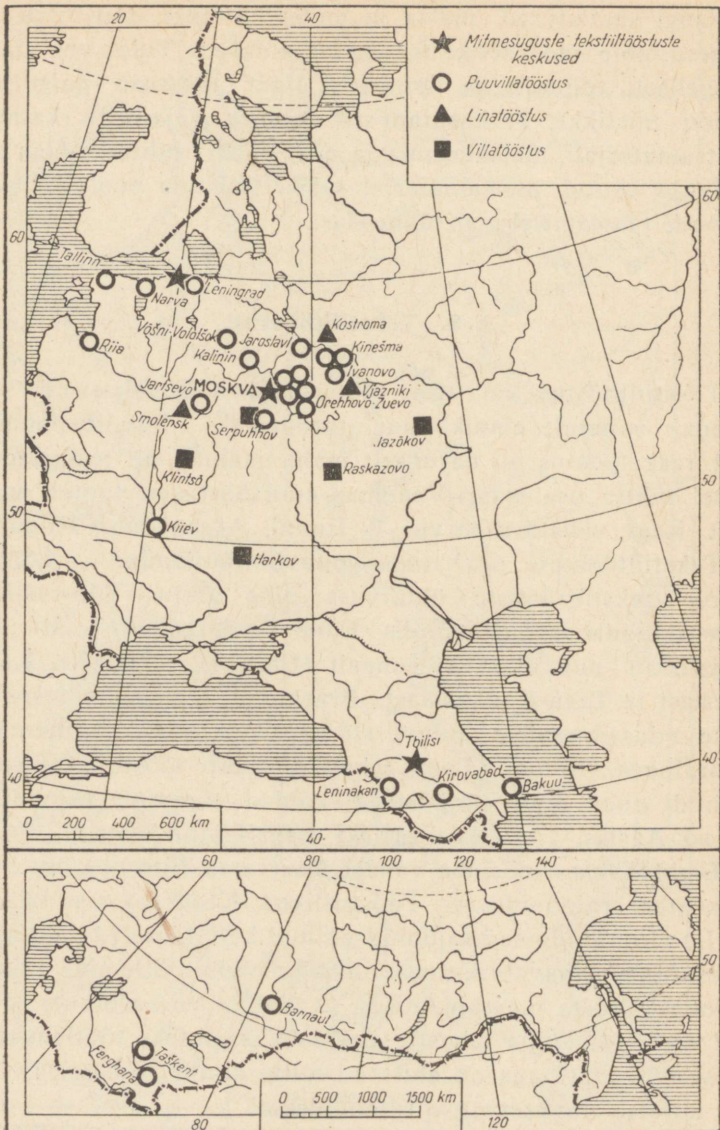 20
40
Mitmesuguste tekstiiltööstuste
keskused
Puuvillatööstus
Linatööstus
Villatööstus
60
60
Tallinn
Narva
Leningrad
Riia
Võšni-Volotšok
Jaroslavl
Kostroma
Kinešma
Kalinin
Ivanovo
Jartsevo
MOSKVA
Vjazniki
Orehhovo-Zuevo
Smolensk
Serpuhhov
Jazõkov
Klintsõ
Raskazovo
50
50
Kiiev
Harkov
Tbilisi
40
40
Leninakan
Kirovabad
Bakuu
0 200 400 600 km
40
60
80
100
120
140
50
Barnaul
Taškent
Ferghana
0 500 1000 1500 km
80
120